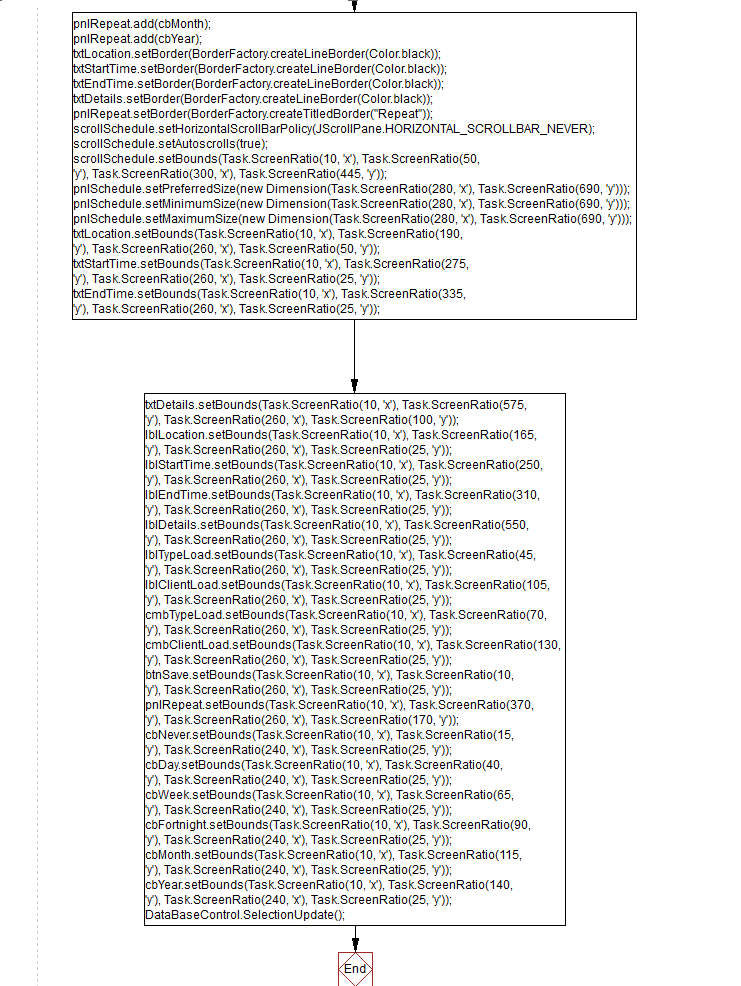 pnlRepeat.add(cbMonth);
pnlRepeat.add(cbYear);
txtLocation.setBorder(BorderFactory.createLineBorder(Color.black));
txtStartTime.setBorder(BorderFactory.createLineBorder(Color.black));
txtEndTime.setBorder(BorderFactory.createLineBorder(Color.black));
txtDetails.setBorder(BorderFactory.createLineBorder(Color.black));
pnlRepeat.setBorder(BorderFactory.createTitledBorder("Repeat"));
scrollSchedule.setHorizontalScrollBarPolicy(JScrollPane.HORIZONTAL_SCROLLBAR_NEVER);
scrollSchedule.setAutoscrolls(true);
scrollSchedule.setBounds(Task.ScreenRatio(10, 'x'), Task.ScreenRatio(50,
'y'), Task.ScreenRatio(300, 'x'), Task.ScreenRatio(445, 'y'));
pnlSchedule.setPreferredSize(new Dimension(Task.ScreenRatio(280, 'x'), Task.ScreenRatio(690, 'y')));
pnlSchedule.setMinimumSize(new Dimension(Task.ScreenRatio(280, 'x'), Task.ScreenRatio(690, 'y')));
pnlSchedule.setMaximumSize(new Dimension(Task.ScreenRatio(280, 'x'), Task.ScreenRatio(690, 'y')));
txtLocation.setBounds(Task.ScreenRatio(10, 'x'), Task.ScreenRatio(190,
'y'), Task.ScreenRatio(260, 'x'), Task.ScreenRatio(50, 'y'));
txtStartTime.setBounds(Task.ScreenRatio(10, 'x'), Task.ScreenRatio(275,
'y'), Task.ScreenRatio(260, 'x'), Task.ScreenRatio(25, 'y'));
txtEndTime.setBounds(Task.ScreenRatio(10, 'x'), Task.ScreenRatio(335,
'y'), Task.ScreenRatio(260, 'x'), Task.ScreenRatio(25, 'y'));
txtDetails.setBounds(Task.ScreenRatio(10, 'x'), Task.ScreenRatio(575,
'y'), Task.ScreenRatio(260, 'x'), Task.ScreenRatio(100, 'y'));
lblLocation.setBounds(Task.ScreenRatio(10, 'x'), Task.ScreenRatio(165,
'y'), Task.ScreenRatio(260, 'x'), Task.ScreenRatio(25, 'y'));
lblStartTime.setBounds(Task.ScreenRatio(10, 'x'), Task.ScreenRatio(250,
'y'), Task.ScreenRatio(260, 'x'), Task.ScreenRatio(25, 'y'));
lblEndTime.setBounds(Task.ScreenRatio(10, 'x'), Task.ScreenRatio(310,
'y'), Task.ScreenRatio(260, 'x'), Task.ScreenRatio(25, 'y'));
lblDetails.setBounds(Task.ScreenRatio(10, 'x'), Task.ScreenRatio(550,
'y'), Task.ScreenRatio(260, 'x'), Task.ScreenRatio(25, 'y'));
lblTypeLoad.setBounds(Task.ScreenRatio(10, 'x'), Task.ScreenRatio(45,
'y'), Task.ScreenRatio(260, 'x'), Task.ScreenRatio(25, 'y'));
lblClientLoad.setBounds(Task.ScreenRatio(10, 'x'), Task.ScreenRatio(105,
'y'), Task.ScreenRatio(260, 'x'), Task.ScreenRatio(25, 'y'));
cmbTypeLoad.setBounds(Task.ScreenRatio(10, 'x'), Task.ScreenRatio(70,
'y'), Task.ScreenRatio(260, 'x'), Task.ScreenRatio(25, 'y'));
cmbClientLoad.setBounds(Task.ScreenRatio(10, 'x'), Task.ScreenRatio(130,
'y'), Task.ScreenRatio(260, 'x'), Task.ScreenRatio(25, 'y'));
btnSave.setBounds(Task.ScreenRatio(10, 'x'), Task.ScreenRatio(10,
'y'), Task.ScreenRatio(260, 'x'), Task.ScreenRatio(25, 'y'));
pnlRepeat.setBounds(Task.ScreenRatio(10, 'x'), Task.ScreenRatio(370,
'y'), Task.ScreenRatio(260, 'x'), Task.ScreenRatio(170, 'y'));
cbNever.setBounds(Task.ScreenRatio(10, 'x'), Task.ScreenRatio(15,
'y'), Task.ScreenRatio(240, 'x'), Task.ScreenRatio(25, 'y'));
cbDay.setBounds(Task.ScreenRatio(10, 'x'), Task.ScreenRatio(40,
'y'), Task.ScreenRatio(240, 'x'), Task.ScreenRatio(25, 'y'));
cbWeek.setBounds(Task.ScreenRatio(10, 'x'), Task.ScreenRatio(65,
'y'), Task.ScreenRatio(240, 'x'), Task.ScreenRatio(25, 'y'));
cbFortnight.setBounds(Task.ScreenRatio(10, 'x'), Task.ScreenRatio(90,
'y'), Task.ScreenRatio(240, 'x'), Task.ScreenRatio(25, 'y'));
cbMonth.setBounds(Task.ScreenRatio(10, 'x'), Task.ScreenRatio(115,
'y'), Task.ScreenRatio(240, 'x'), Task.ScreenRatio(25, 'y'));
cbYear.setBounds(Task.ScreenRatio(10, 'x'), Task.ScreenRatio(140,
'y'), Task.ScreenRatio(240, 'x'), Task.ScreenRatio(25, 'y'));
DataBaseControl.SelectionUpdate();
End